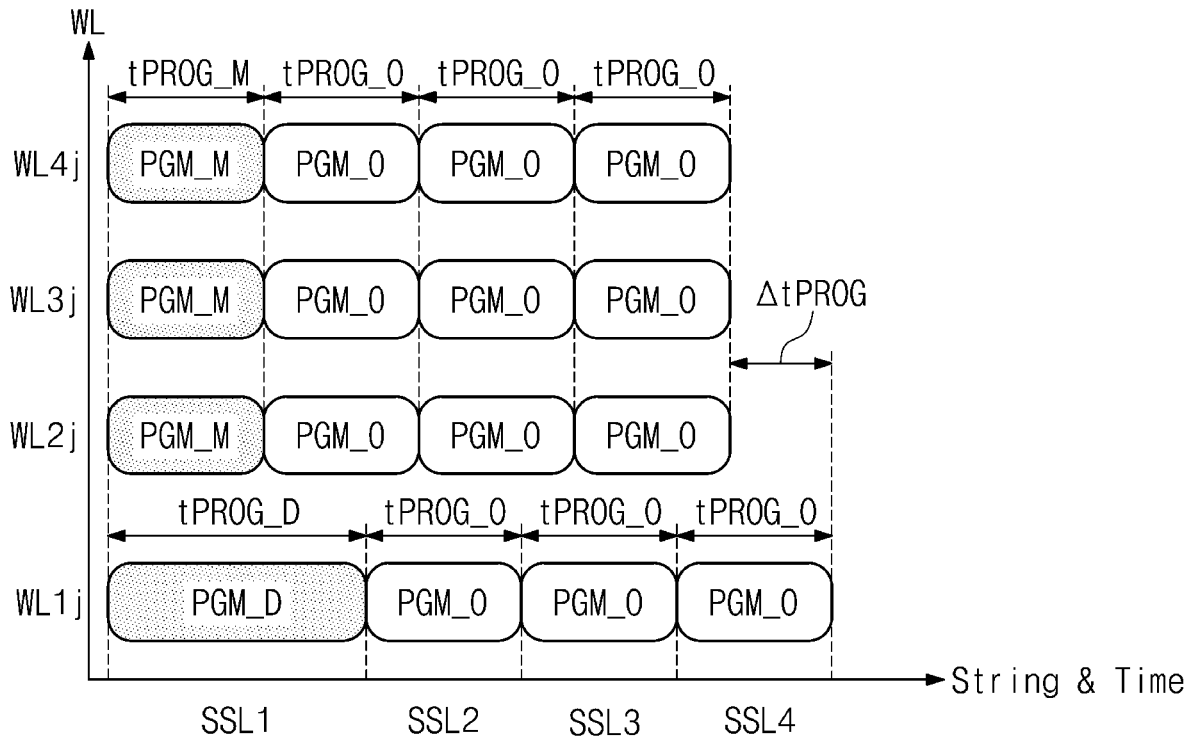 WL
tPROG_M tPROG_O tPROG_O tPROG_O
WL4j PGM_M PGM_O PGM_O PGM_O
WL3j PGM_M PGM_O PGM_O PGM_O
ΔtPROG
WL2j PGM_M PGM_O PGM_O PGM_O
tPROG_D tPROG_O tPROG_O tPROG_O
WL1j PGM_D PGM_O PGM_O PGM_O
String & Time
SSL1 SSL2 SSL3 SSL4